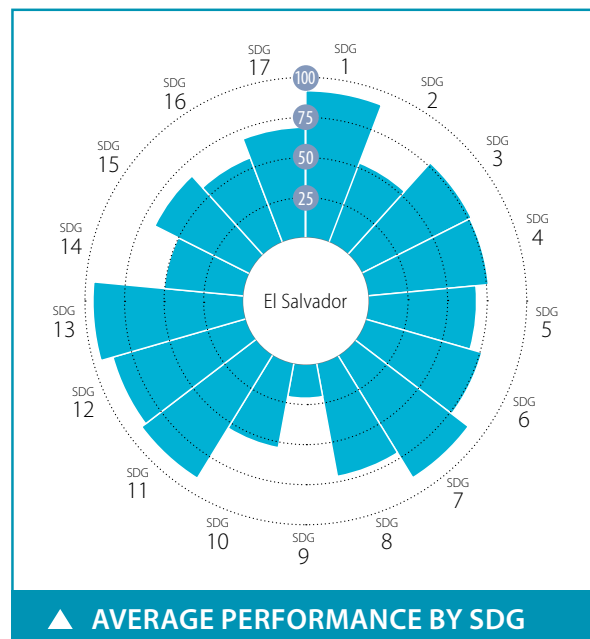 SDG
1
SDG
2
SDG
3
SDG
4
SDG
5
SDG
6
SDG
7
SDG
8
SDG
9
SDG
10
SDG
11
SDG
12
SDG
13
SDG
14
SDG
15
SDG
16
SDG
17
100
75
50
25
El Salvador
▲ AVERAGE PERFORMANCE BY SDG